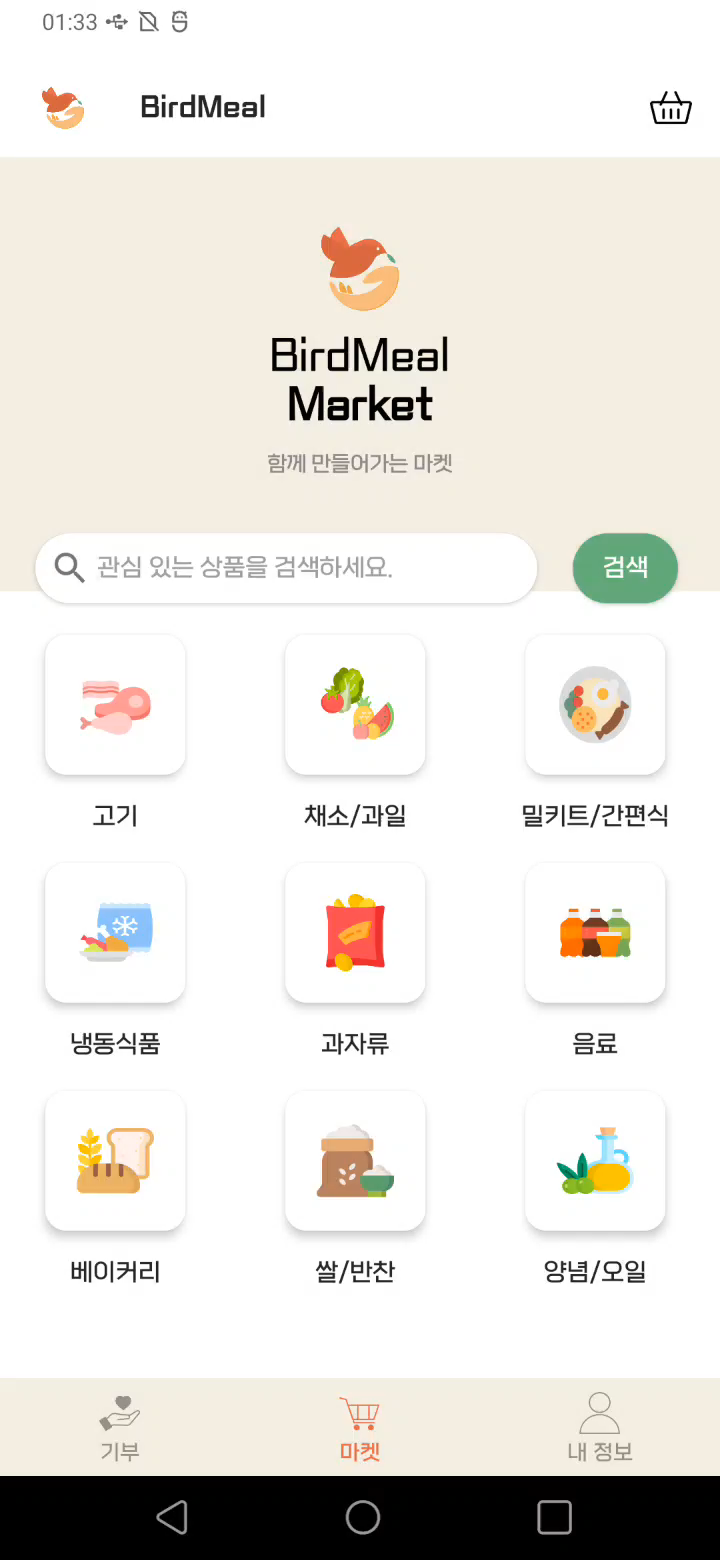 01:33
BirdMeal
BirdMeal
Market
함께 만들어가는 마켓
관심 있는 상품을 검색하세요.
검색
고기
채소/과일
밀키트/간편식
냉동식품
과자류
음료
베이커리
쌀/반찬
양념/오일
기부
마켓
내 정보